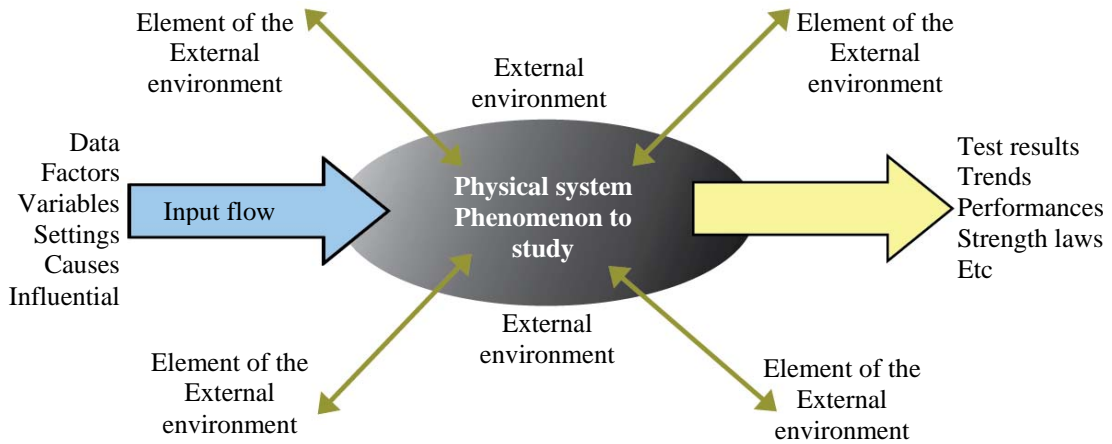 Element of the
External
environment
External
environment
Element of the
External
environment
Data
Factors
Variables
Settings
Causes
Influential
Input flow
Physical system
Phenomenon to
study
Test results
Trends
Performances
Strength laws
Etc
Element of the
External
environment
External
environment
Element of the
External
environment